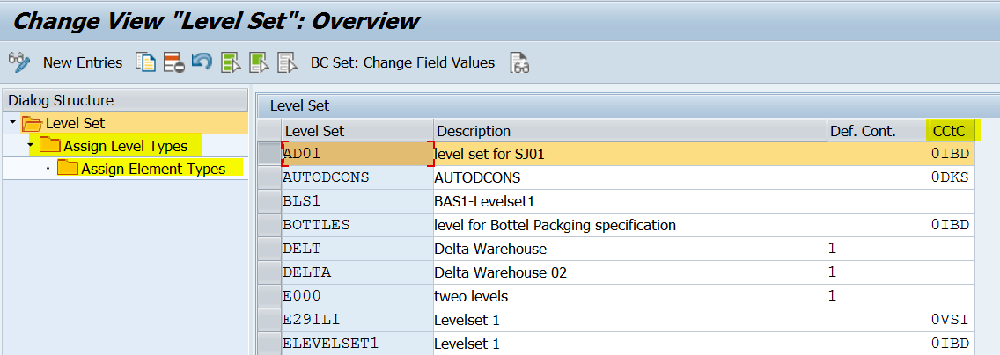 Change View "Level Set": Overview
New Entries BC Set: Change Field Values
Dialog Structure
Level Set
Assign Level Types
Assign Element Types
Level Set
Level Set Description Def. Cont. CCtC
AD01 level set for SJ01 0IBD
AUTODCONS AUTODCONS 0DKS
BLS1 BAS1-Levelset1
BOTTLES level for Bottel Packging specification 0IBD
DELT Delta Warehouse 1
DELTA Delta Warehouse 02 1
E000 tweo levels 1
E291L1 Levelset 1 0VSI
ELEVELSET1 Levelset 1 0IBD